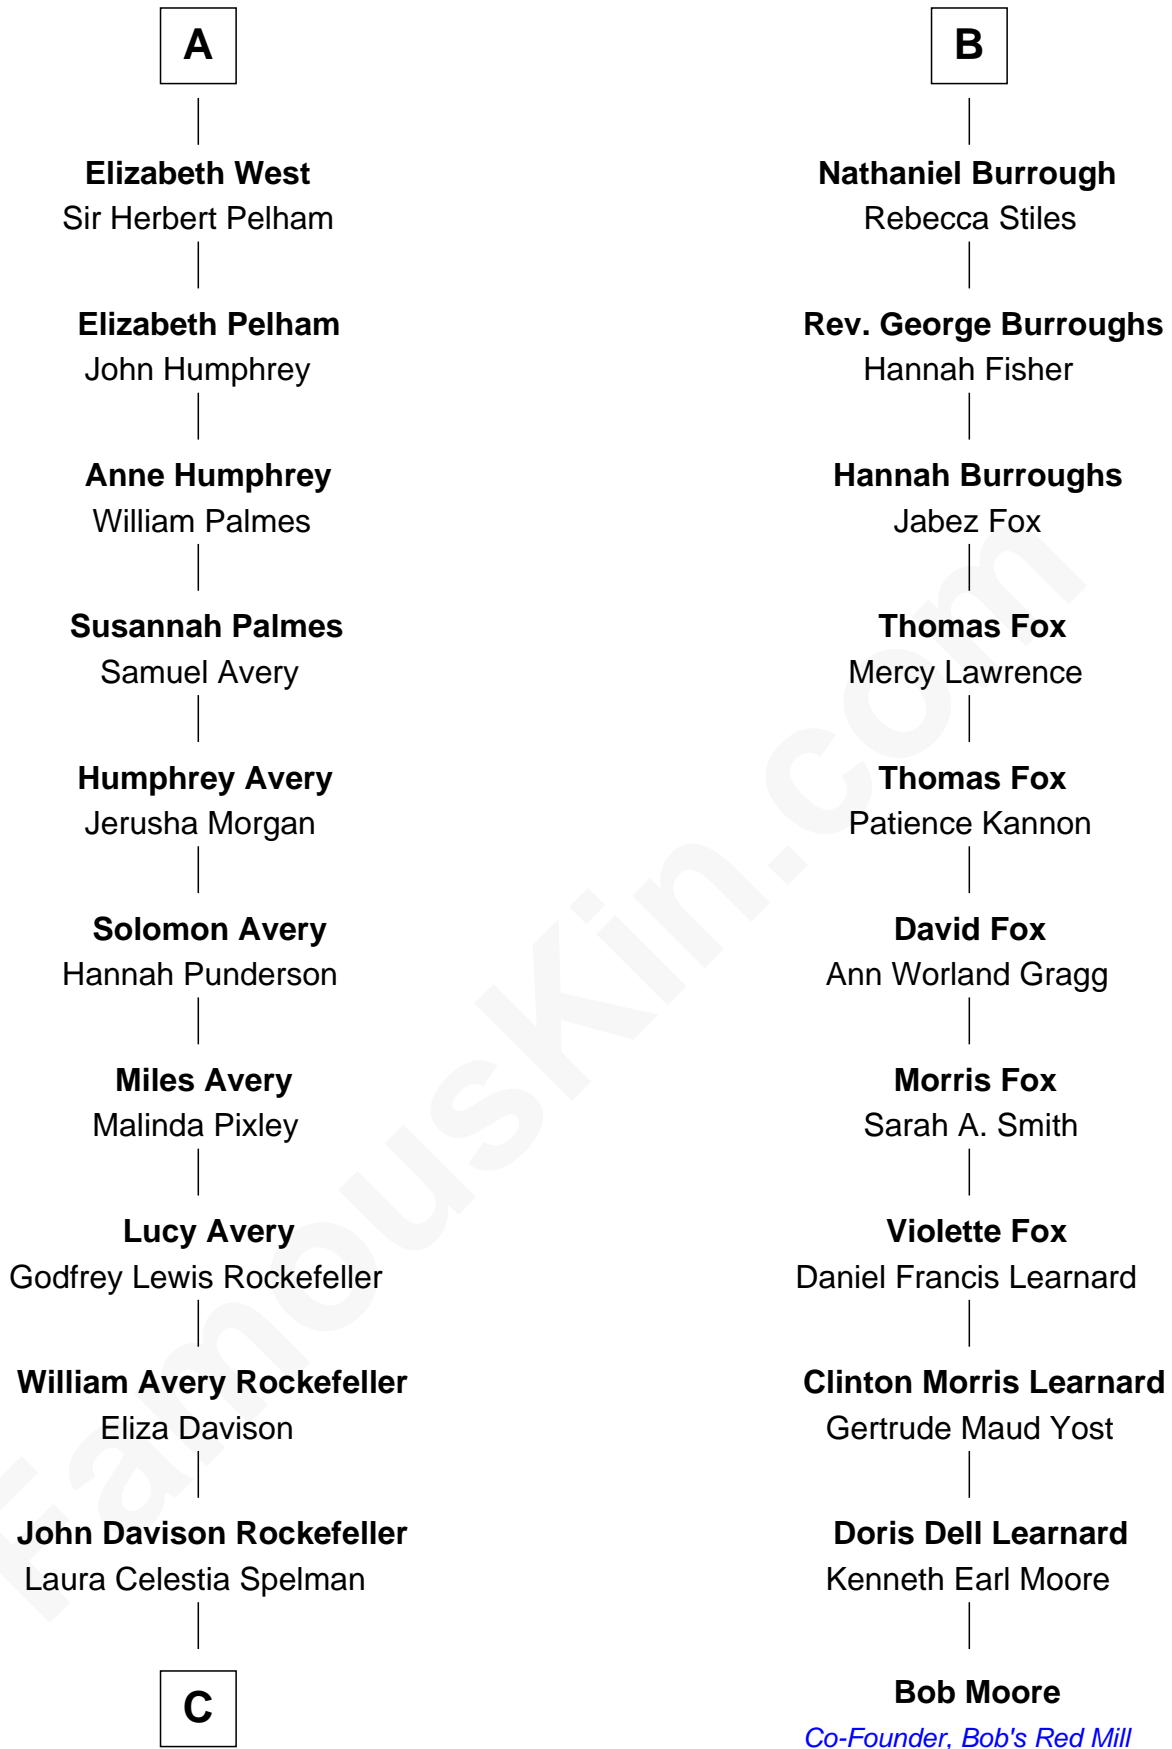 A
Elizabeth West
Sir Herbert Pelham
Elizabeth Pelham
John Humphrey
Anne Humphrey
William Palmes
Susannah Palmes
Samuel Avery
Humphrey Avery
Jerusha Morgan
Solomon Avery
Hannah Punderson
Miles Avery
Malinda Pixley
Lucy Avery
Godfrey Lewis Rockefeller
William Avery Rockefeller
Eliza Davison
John Davison Rockefeller
Laura Celestia Spelman
C
B
Nathaniel Burrough
Rebecca Stiles
Rev. George Burroughs
Hannah Fisher
Hannah Burroughs
Jabez Fox
Thomas Fox
Mercy Lawrence
Thomas Fox
Patience Kannon
David Fox
Ann Worland Gragg
Morris Fox
Sarah A. Smith
Violette Fox
Daniel Francis Learnard
Clinton Morris Learnard
Gertrude Maud Yost
Doris Dell Learnard
Kenneth Earl Moore
Bob Moore
Co-Founder, Bob's Red Mill
FamousKin.com